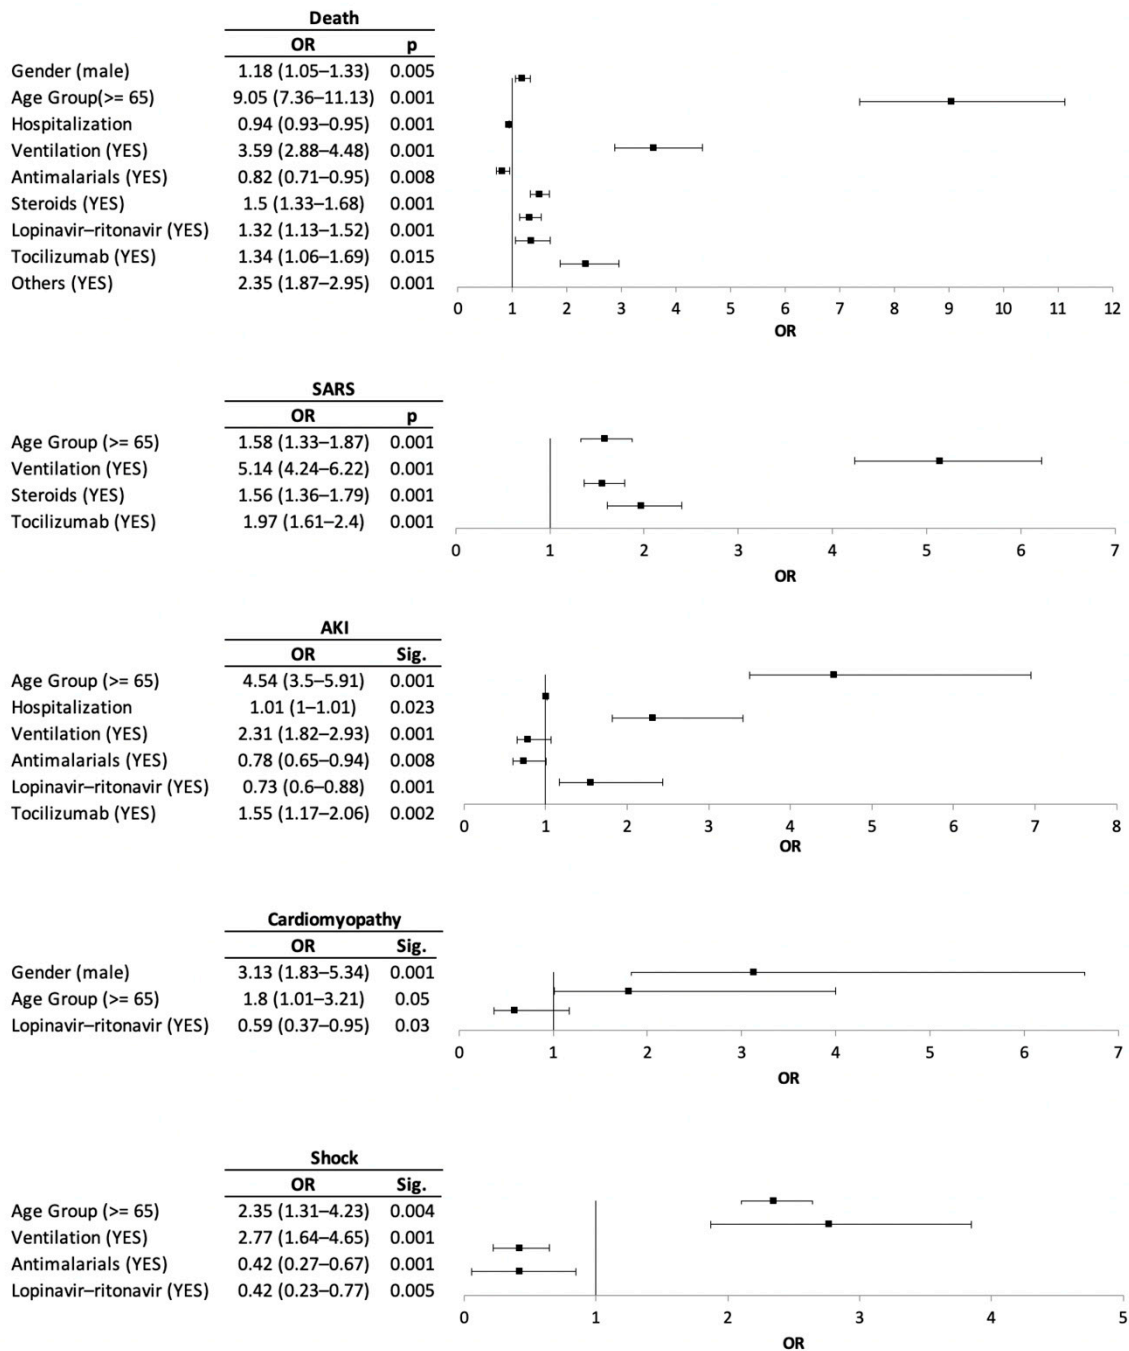 Death
OR p
Gender (male) 1.18 (1.05–1.33) 0.005
Age Group(>= 65) 9.05 (7.36–11.13) 0.001
Hospitalization 0.94 (0.93–0.95) 0.001
Ventilation (YES) 3.59 (2.88–4.48) 0.001
Antimalarials (YES) 0.82 (0.71–0.95) 0.008
Steroids (YES) 1.5 (1.33–1.68) 0.001
Lopinavir–ritonavir (YES) 1.32 (1.13–1.52) 0.001
Tocilizumab (YES) 1.34 (1.06–1.69) 0.015
Others (YES) 2.35 (1.87–2.95) 0.001
0 1 2 3 4 5 6 7 8 9 10 11 12
OR
SARS
OR p
Age Group (>= 65) 1.58 (1.33–1.87) 0.001
Ventilation (YES) 5.14 (4.24–6.22) 0.001
Steroids (YES) 1.56 (1.36–1.79) 0.001
Tocilizumab (YES) 1.97 (1.61–2.4) 0.001
0 1 2 3 4 5 6 7
OR
AKI
OR Sig.
Age Group (>= 65) 4.54 (3.5–5.91) 0.001
Hospitalization 1.01 (1–1.01) 0.023
Ventilation (YES) 2.31 (1.82–2.93) 0.001
Antimalarials (YES) 0.78 (0.65–0.94) 0.008
Lopinavir–ritonavir (YES) 0.73 (0.6–0.88) 0.001
Tocilizumab (YES) 1.55 (1.17–2.06) 0.002
0 1 2 3 4 5 6 7 8
OR
Cardiomyopathy
OR Sig.
Gender (male) 3.13 (1.83–5.34) 0.001
Age Group (>= 65) 1.8 (1.01–3.21) 0.05
Lopinavir–ritonavir (YES) 0.59 (0.37–0.95) 0.03
0 1 2 3 4 5 6 7
OR
Shock
OR Sig.
Age Group (>= 65) 2.35 (1.31–4.23) 0.004
Ventilation (YES) 2.77 (1.64–4.65) 0.001
Antimalarials (YES) 0.42 (0.27–0.67) 0.001
Lopinavir-ritonavir (YES) 0.42 (0.23–0.77) 0.005
0 1 2 3 4 5
OR